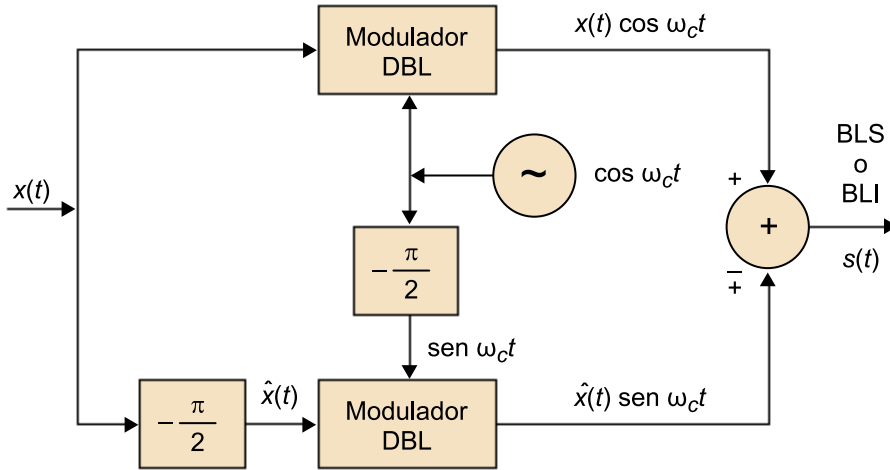 Modulador
DBL
x(t) cos ω_c t
BLS
o
BLI
~
cos ω_c t
x(t)
+
+
s(t)
− π/2
∓
sen ω_c t
− π/2
x̂(t)
Modulador
DBL
x̂(t) sen ω_c t